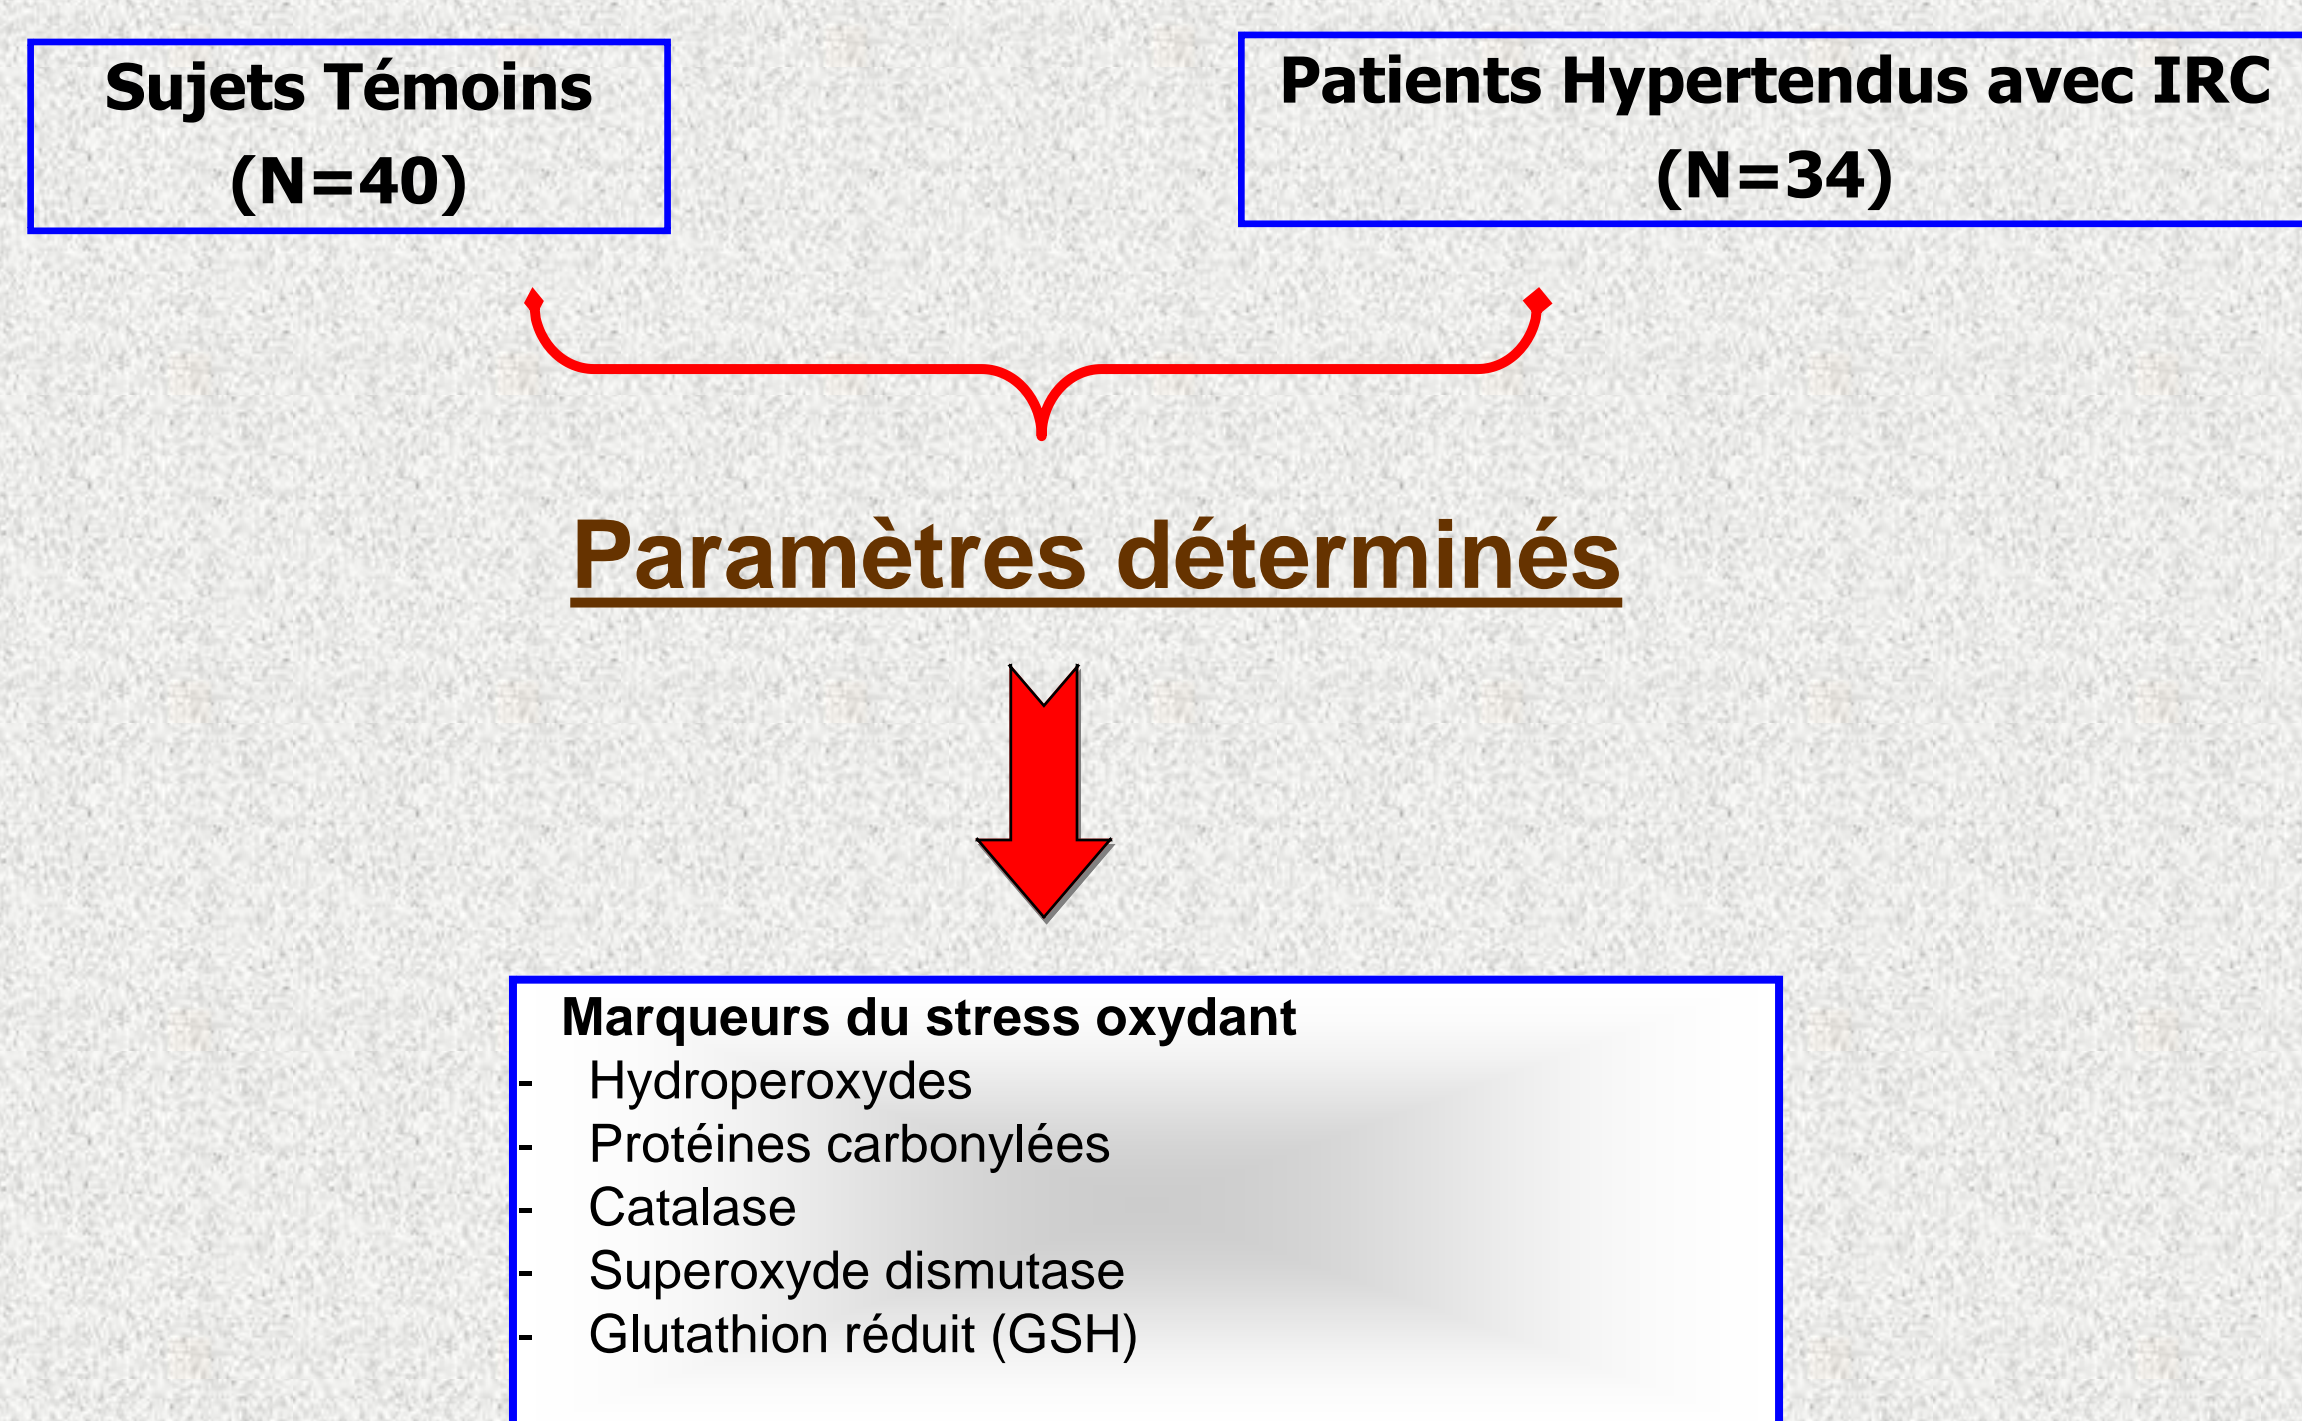 Sujets Témoins
(N=40)
Patients Hypertendus avec IRC
(N=34)
Paramètres déterminés
Marqueurs du stress oxydant
- Hydroperoxydes
- Protéines carbonylées
- Catalase
- Superoxyde dismutase
- Glutathion réduit (GSH)